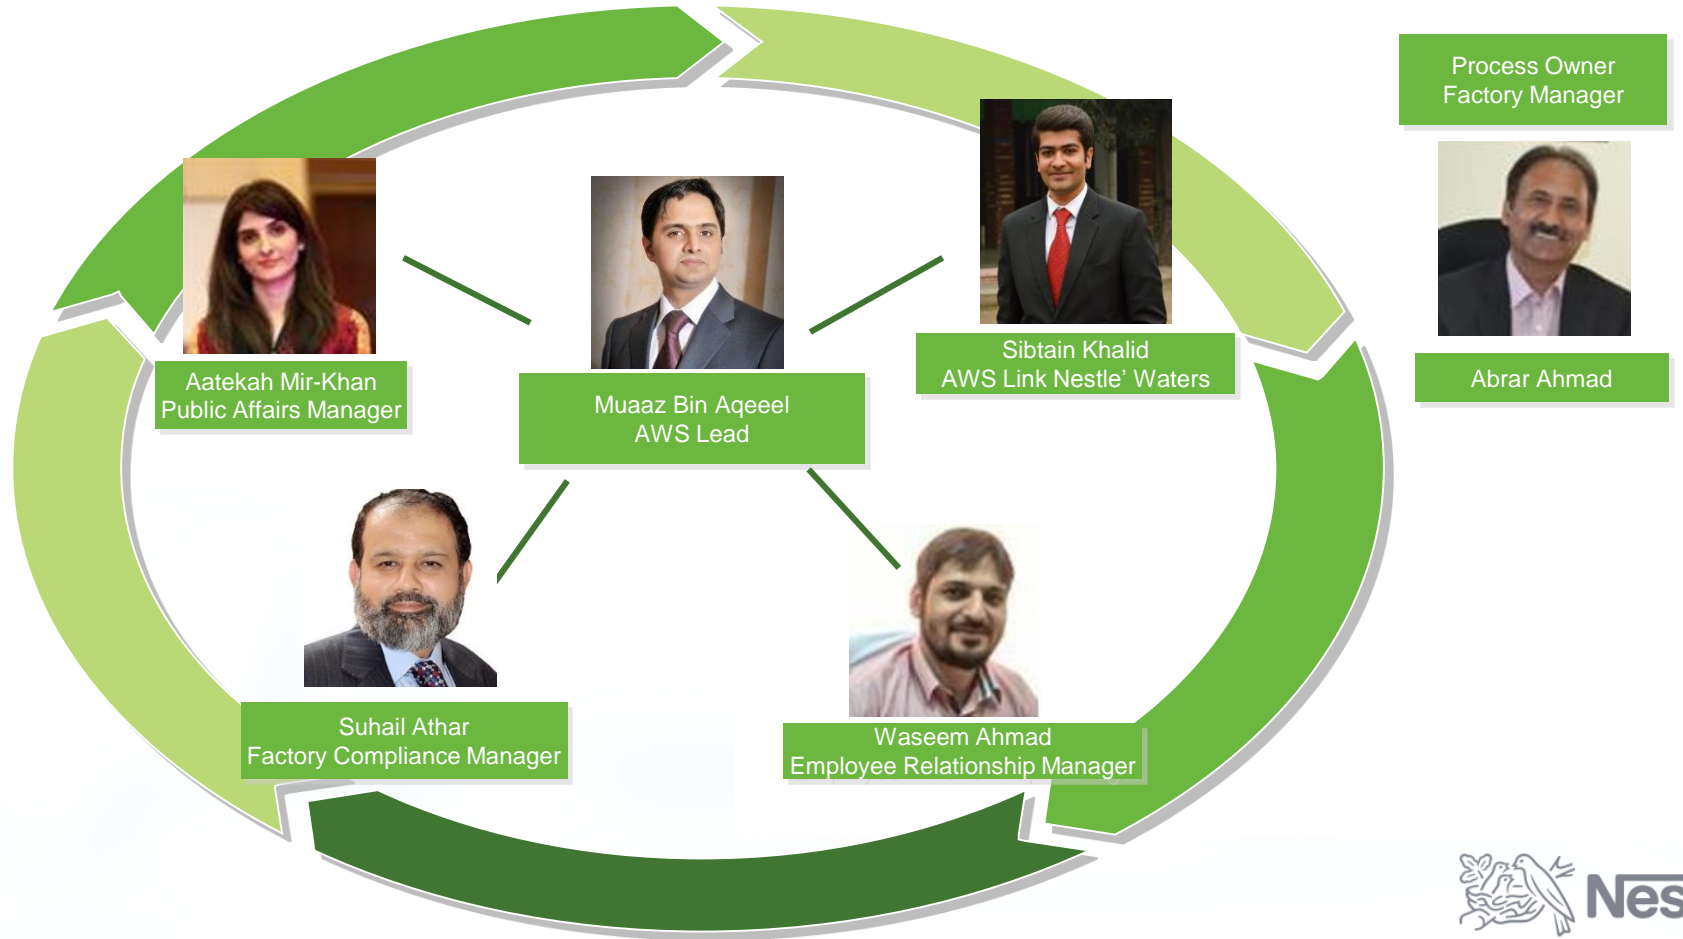 Process Owner
Factory Manager
Abrar Ahmad
Aatekah Mir-Khan
Public Affairs Manager
Muaaz Bin Aqeeel
AWS Lead
Sibtain Khalid
AWS Link Nestle’ Waters
Suhail Athar
Factory Compliance Manager
Waseem Ahmad
Employee Relationship Manager
Nes